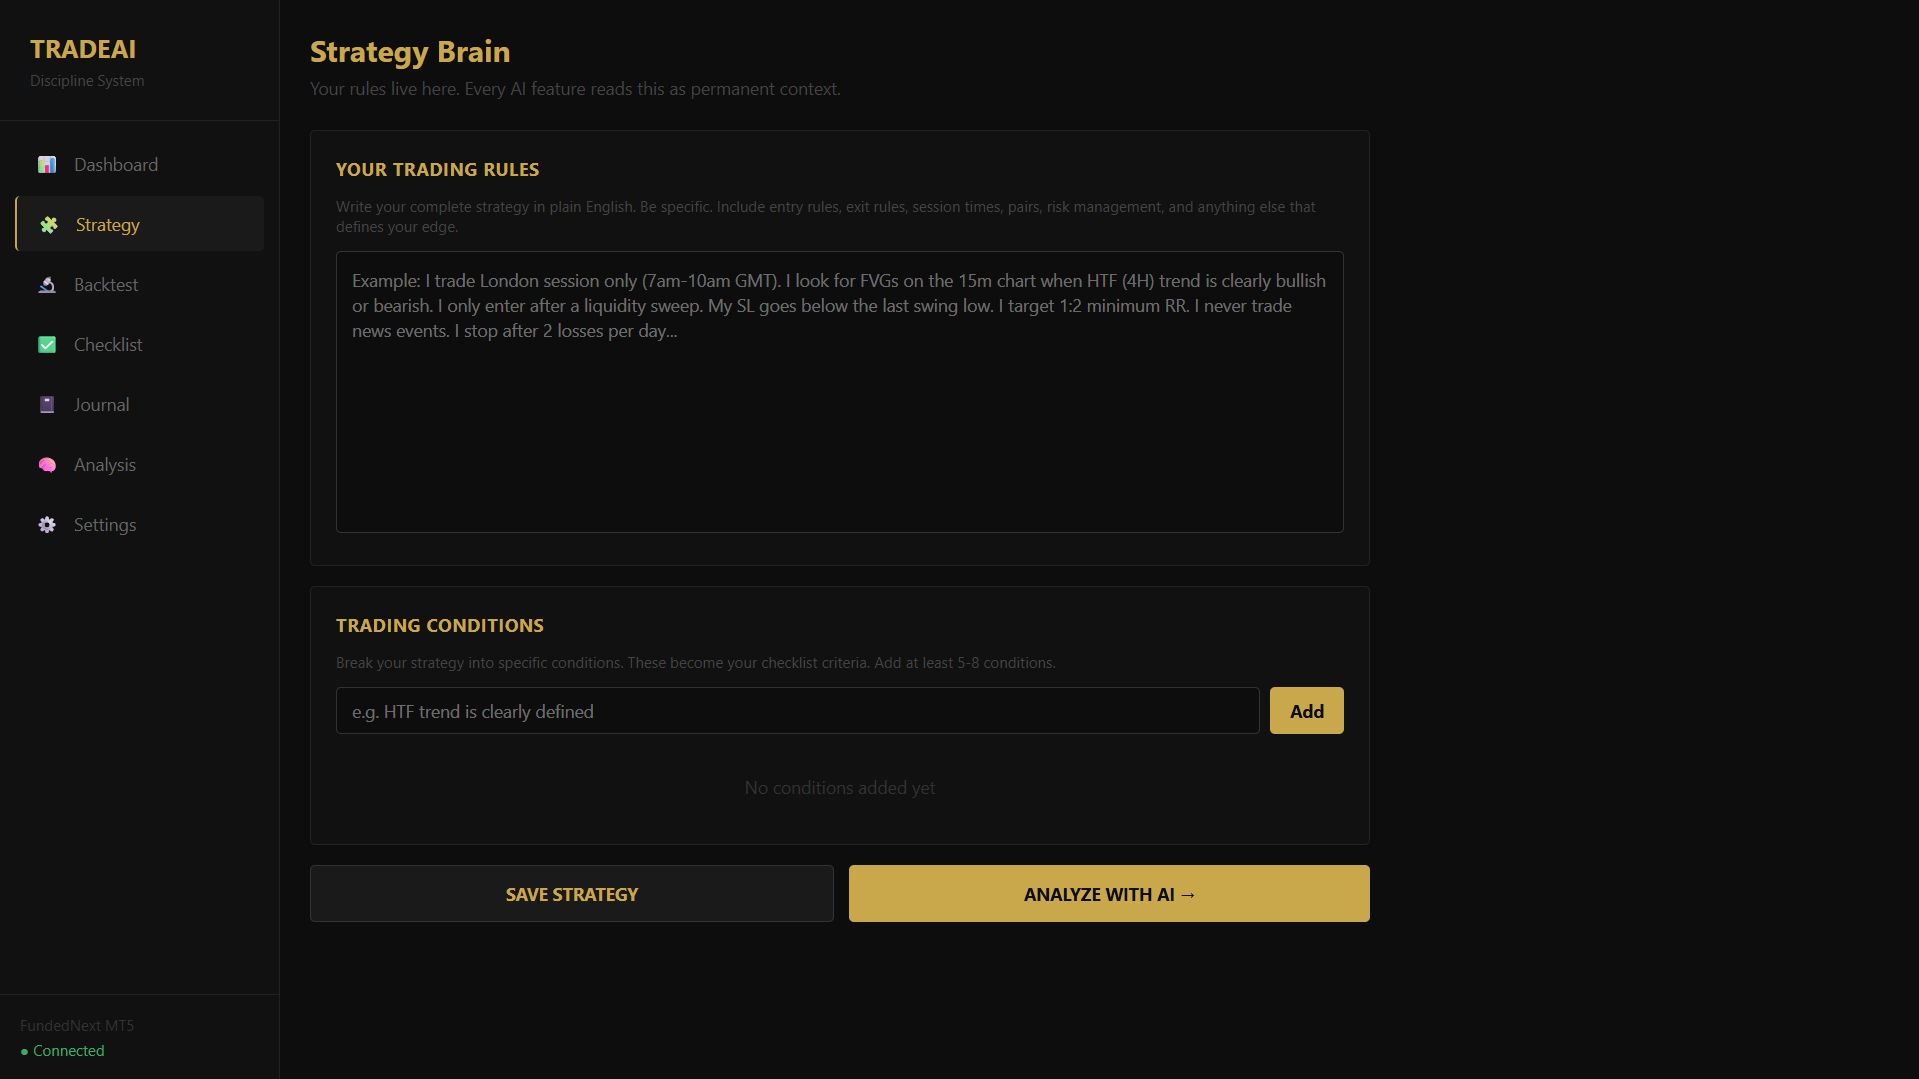 TRADEAI
Discipline System
Dashboard
Strategy
Backtest
Checklist
Journal
Analysis
Settings
FundedNext MT5
● Connected
Strategy Brain
Your rules live here. Every AI feature reads this as permanent context.
YOUR TRADING RULES
Write your complete strategy in plain English. Be specific. Include entry rules, exit rules, session times, pairs, risk management, and anything else that
defines your edge.
Example: I trade London session only (7am-10am GMT). I look for FVGs on the 15m chart when HTF (4H) trend is clearly bullish
or bearish. I only enter after a liquidity sweep. My SL goes below the last swing low. I target 1:2 minimum RR. I never trade
news events. I stop after 2 losses per day...
TRADING CONDITIONS
Break your strategy into specific conditions. These become your checklist criteria. Add at least 5-8 conditions.
e.g. HTF trend is clearly defined
Add
No conditions added yet
SAVE STRATEGY
ANALYZE WITH AI →